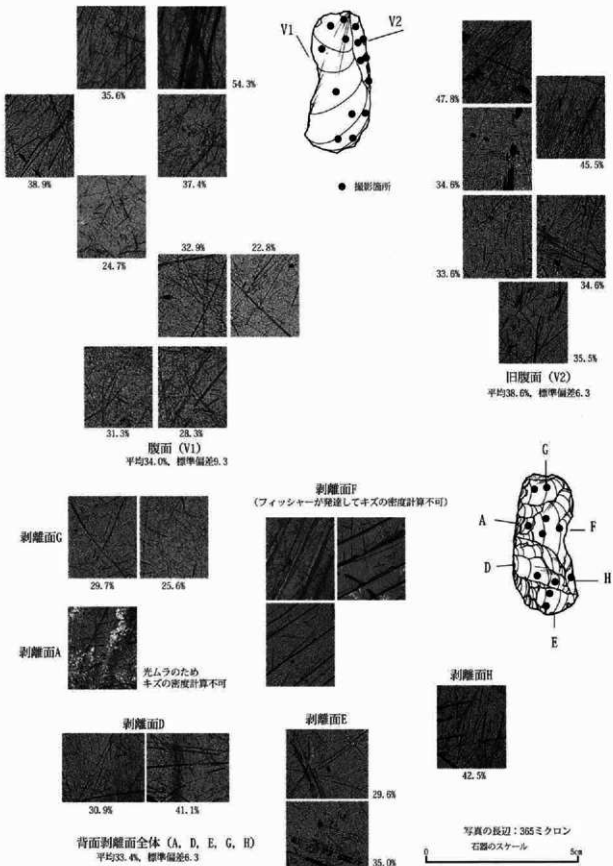 V1
V2
35.6%
54.3%
38.9%
37.4%
● 撮影箇所
24.7%
32.9%
22.8%
31.3%
28.3%
腹面 (V1)
平均34.0%, 標準偏差9.3
47.8%
45.5%
34.6%
33.6%
34.6%
35.5%
旧腹面 (V2)
平均38.6%, 標準偏差6.3
剥離面G
29.7%
25.6%
剥離面A
光ムラのため
キズの密度計算不可
剥離面F
(フィッシャーが発達してキズの密度計算不可)
G
A
F
D
H
E
剥離面D
30.9%
41.1%
剥離面E
29.6%
35.0%
剥離面H
42.5%
背面剥離面全体 (A, D, E, G, H)
平均33.4%, 標準偏差6.3
写真の長辺:365ミクロン
石器のスケール
0
5cm